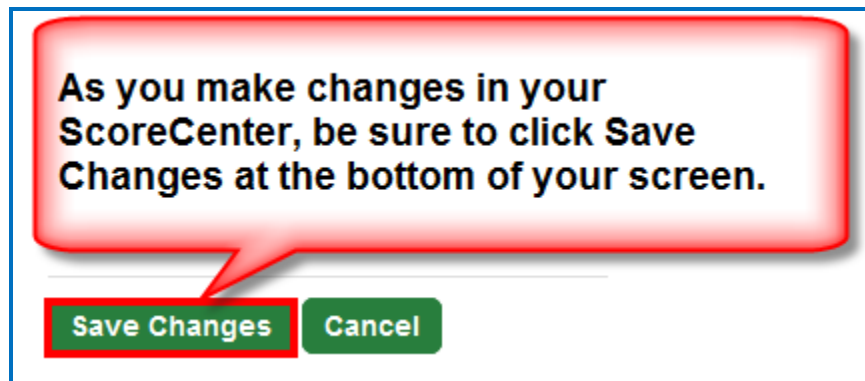 As you make changes in your
ScoreCenter, be sure to click Save
Changes at the bottom of your screen.
Save Changes Cancel